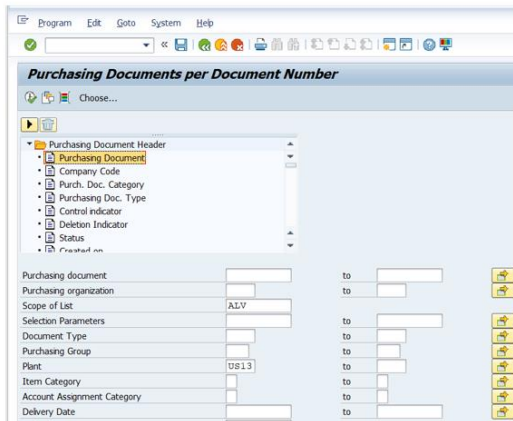 Program Edit Goto System Help
Purchasing Documents per Document Number
Choose...
Purchasing Document Header
Purchasing Document
Company Code
Purch. Doc. Category
Purchasing Doc. Type
Control indicator
Deletion Indicator
Status
Created on
Purchasing document to
Purchasing organization to
Scope of List ALV
Selection Parameters to
Document Type to
Purchasing Group to
Plant US13 to
Item Category to
Account Assignment Category to
Delivery Date to